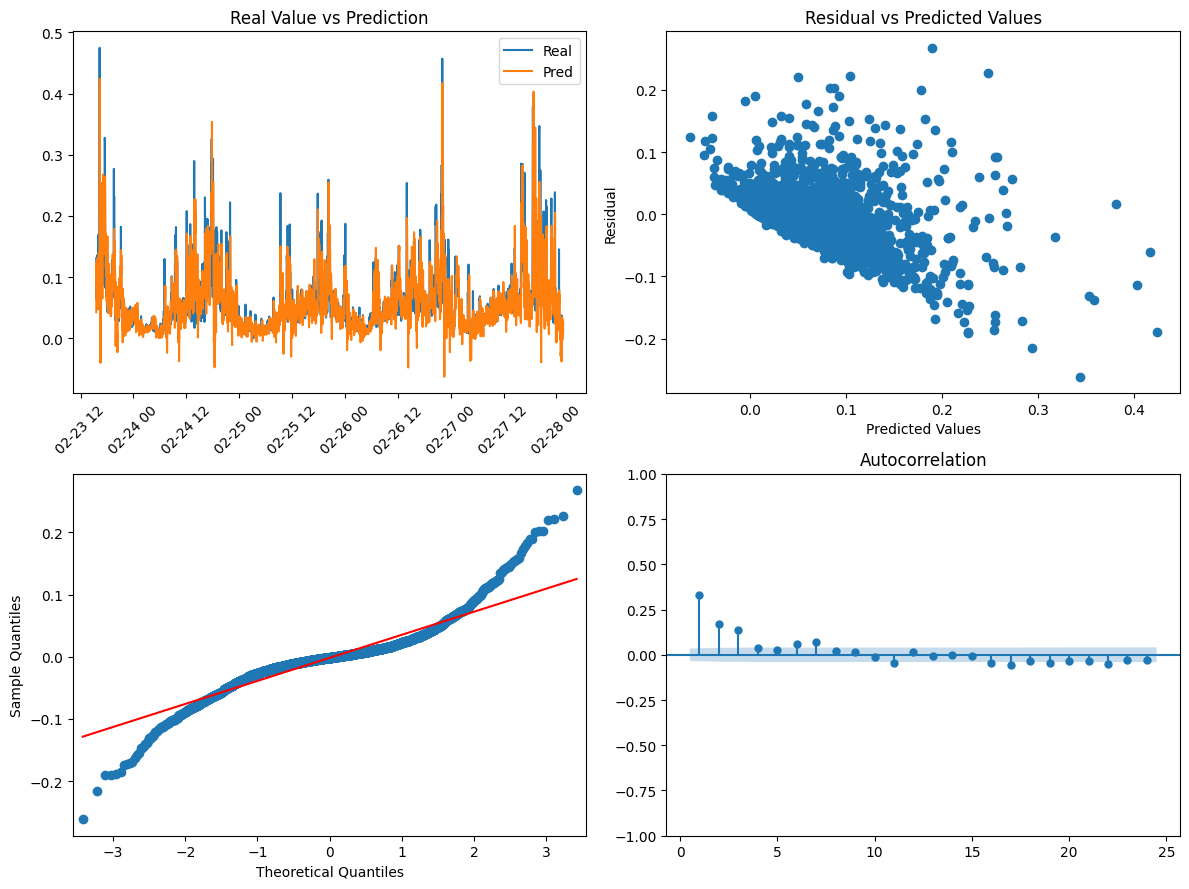 Real Value vs Prediction
0.5
0.4
0.3
0.2
0.1
0.0
Real
Pred
02-23 12
02-24 00
02-24 12
02-25 00
02-25 12
02-26 00
02-26 12
02-27 00
02-27 12
02-28 00
Residual vs Predicted Values
Residual
0.2
0.1
0.0
−0.1
−0.2
0.0 0.1 0.2 0.3 0.4
Predicted Values
Sample Quantiles
0.2
0.1
0.0
−0.1
−0.2
−3 −2 −1 0 1 2 3
Theoretical Quantiles
Autocorrelation
1.00
0.75
0.50
0.25
0.00
−0.25
−0.50
−0.75
−1.00
0 5 10 15 20 25